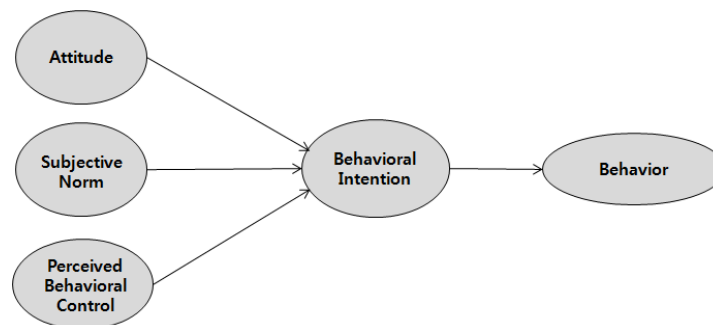 Attitude
Subjective
Norm
Perceived
Behavioral
Control
Behavioral
Intention
Behavior